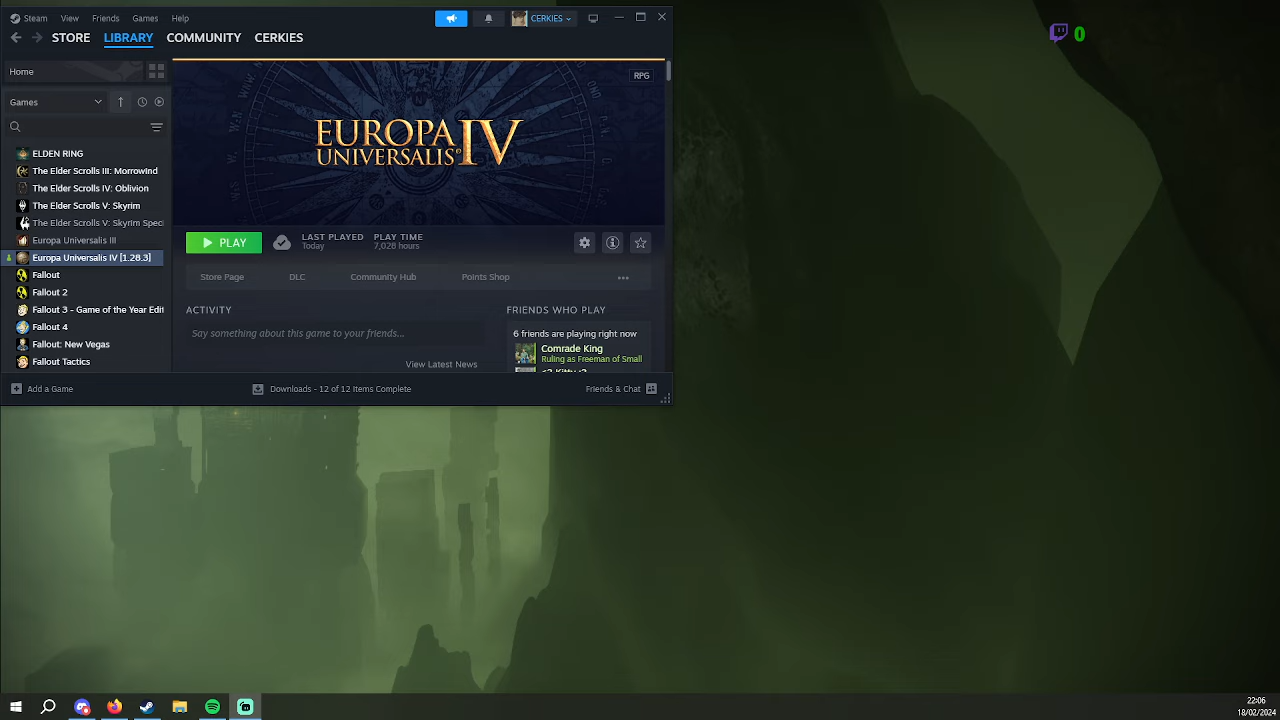 Steam View Friends Games Help CERKIES
STORE LIBRARY COMMUNITY CERKIES
0
Home
RPG
Games
EUROPA
UNIVERSALIS IV
ELDEN RING
The Elder Scrolls III: Morrowind
The Elder Scrolls IV: Oblivion
The Elder Scrolls V: Skyrim
The Elder Scrolls V: Skyrim Speci
Europa Universalis III
Europa Universalis IV [1.28.3]
Fallout
Fallout 2
Fallout 3 - Game of the Year Edit
Fallout 4
Fallout: New Vegas
Fallout Tactics
PLAY
LAST PLAYED
Today
PLAY TIME
7,028 hours
Store Page DLC Community Hub Points Shop
ACTIVITY
Say something about this game to your friends...
View Latest News
FRIENDS WHO PLAY
6 friends are playing right now
Comrade King
Ruling as Freeman of Small
Add a Game
Downloads - 12 of 12 Items Complete
Friends & Chat
22:06
18/02/2024